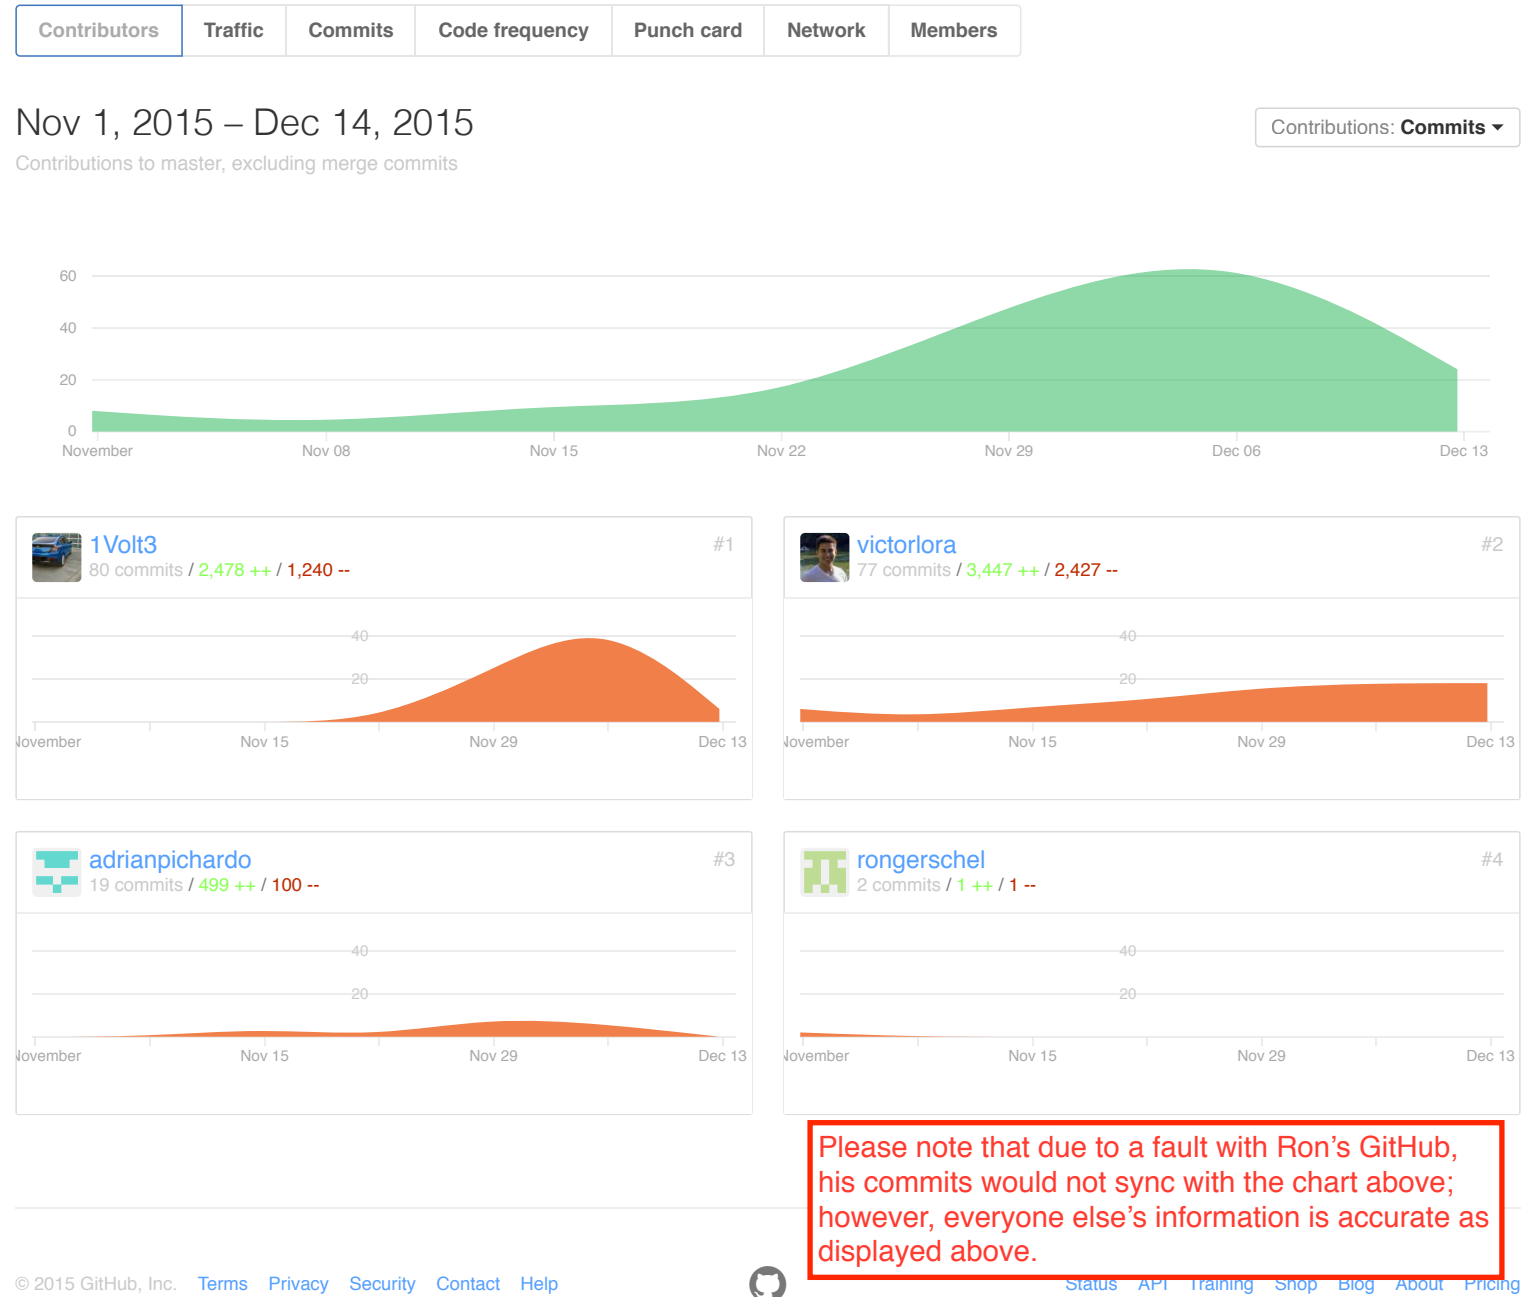 Contributors Traffic Commits Code frequency Punch card Network Members
Nov 1, 2015 – Dec 14, 2015
Contributions: Commits
Contributions to master, excluding merge commits
60
40
20
0
November Nov 08 Nov 15 Nov 22 Nov 29 Dec 06 Dec 13
1Volt3 #1
80 commits / 2,478 ++ / 1,240 --
40
20
November Nov 15 Nov 29 Dec 13
victorlora #2
77 commits / 3,447 ++ / 2,427 --
40
20
November Nov 15 Nov 29 Dec 13
adrianpichardo #3
19 commits / 499 ++ / 100 --
40
20
November Nov 15 Nov 29 Dec 13
rongerschel #4
2 commits / 1 ++ / 1 --
40
20
November Nov 15 Nov 29 Dec 13
Please note that due to a fault with Ron’s GitHub,
his commits would not sync with the chart above;
however, everyone else’s information is accurate as
displayed above.
© 2015 GitHub, Inc. Terms Privacy Security Contact Help Status API Training Shop Blog About Pricing